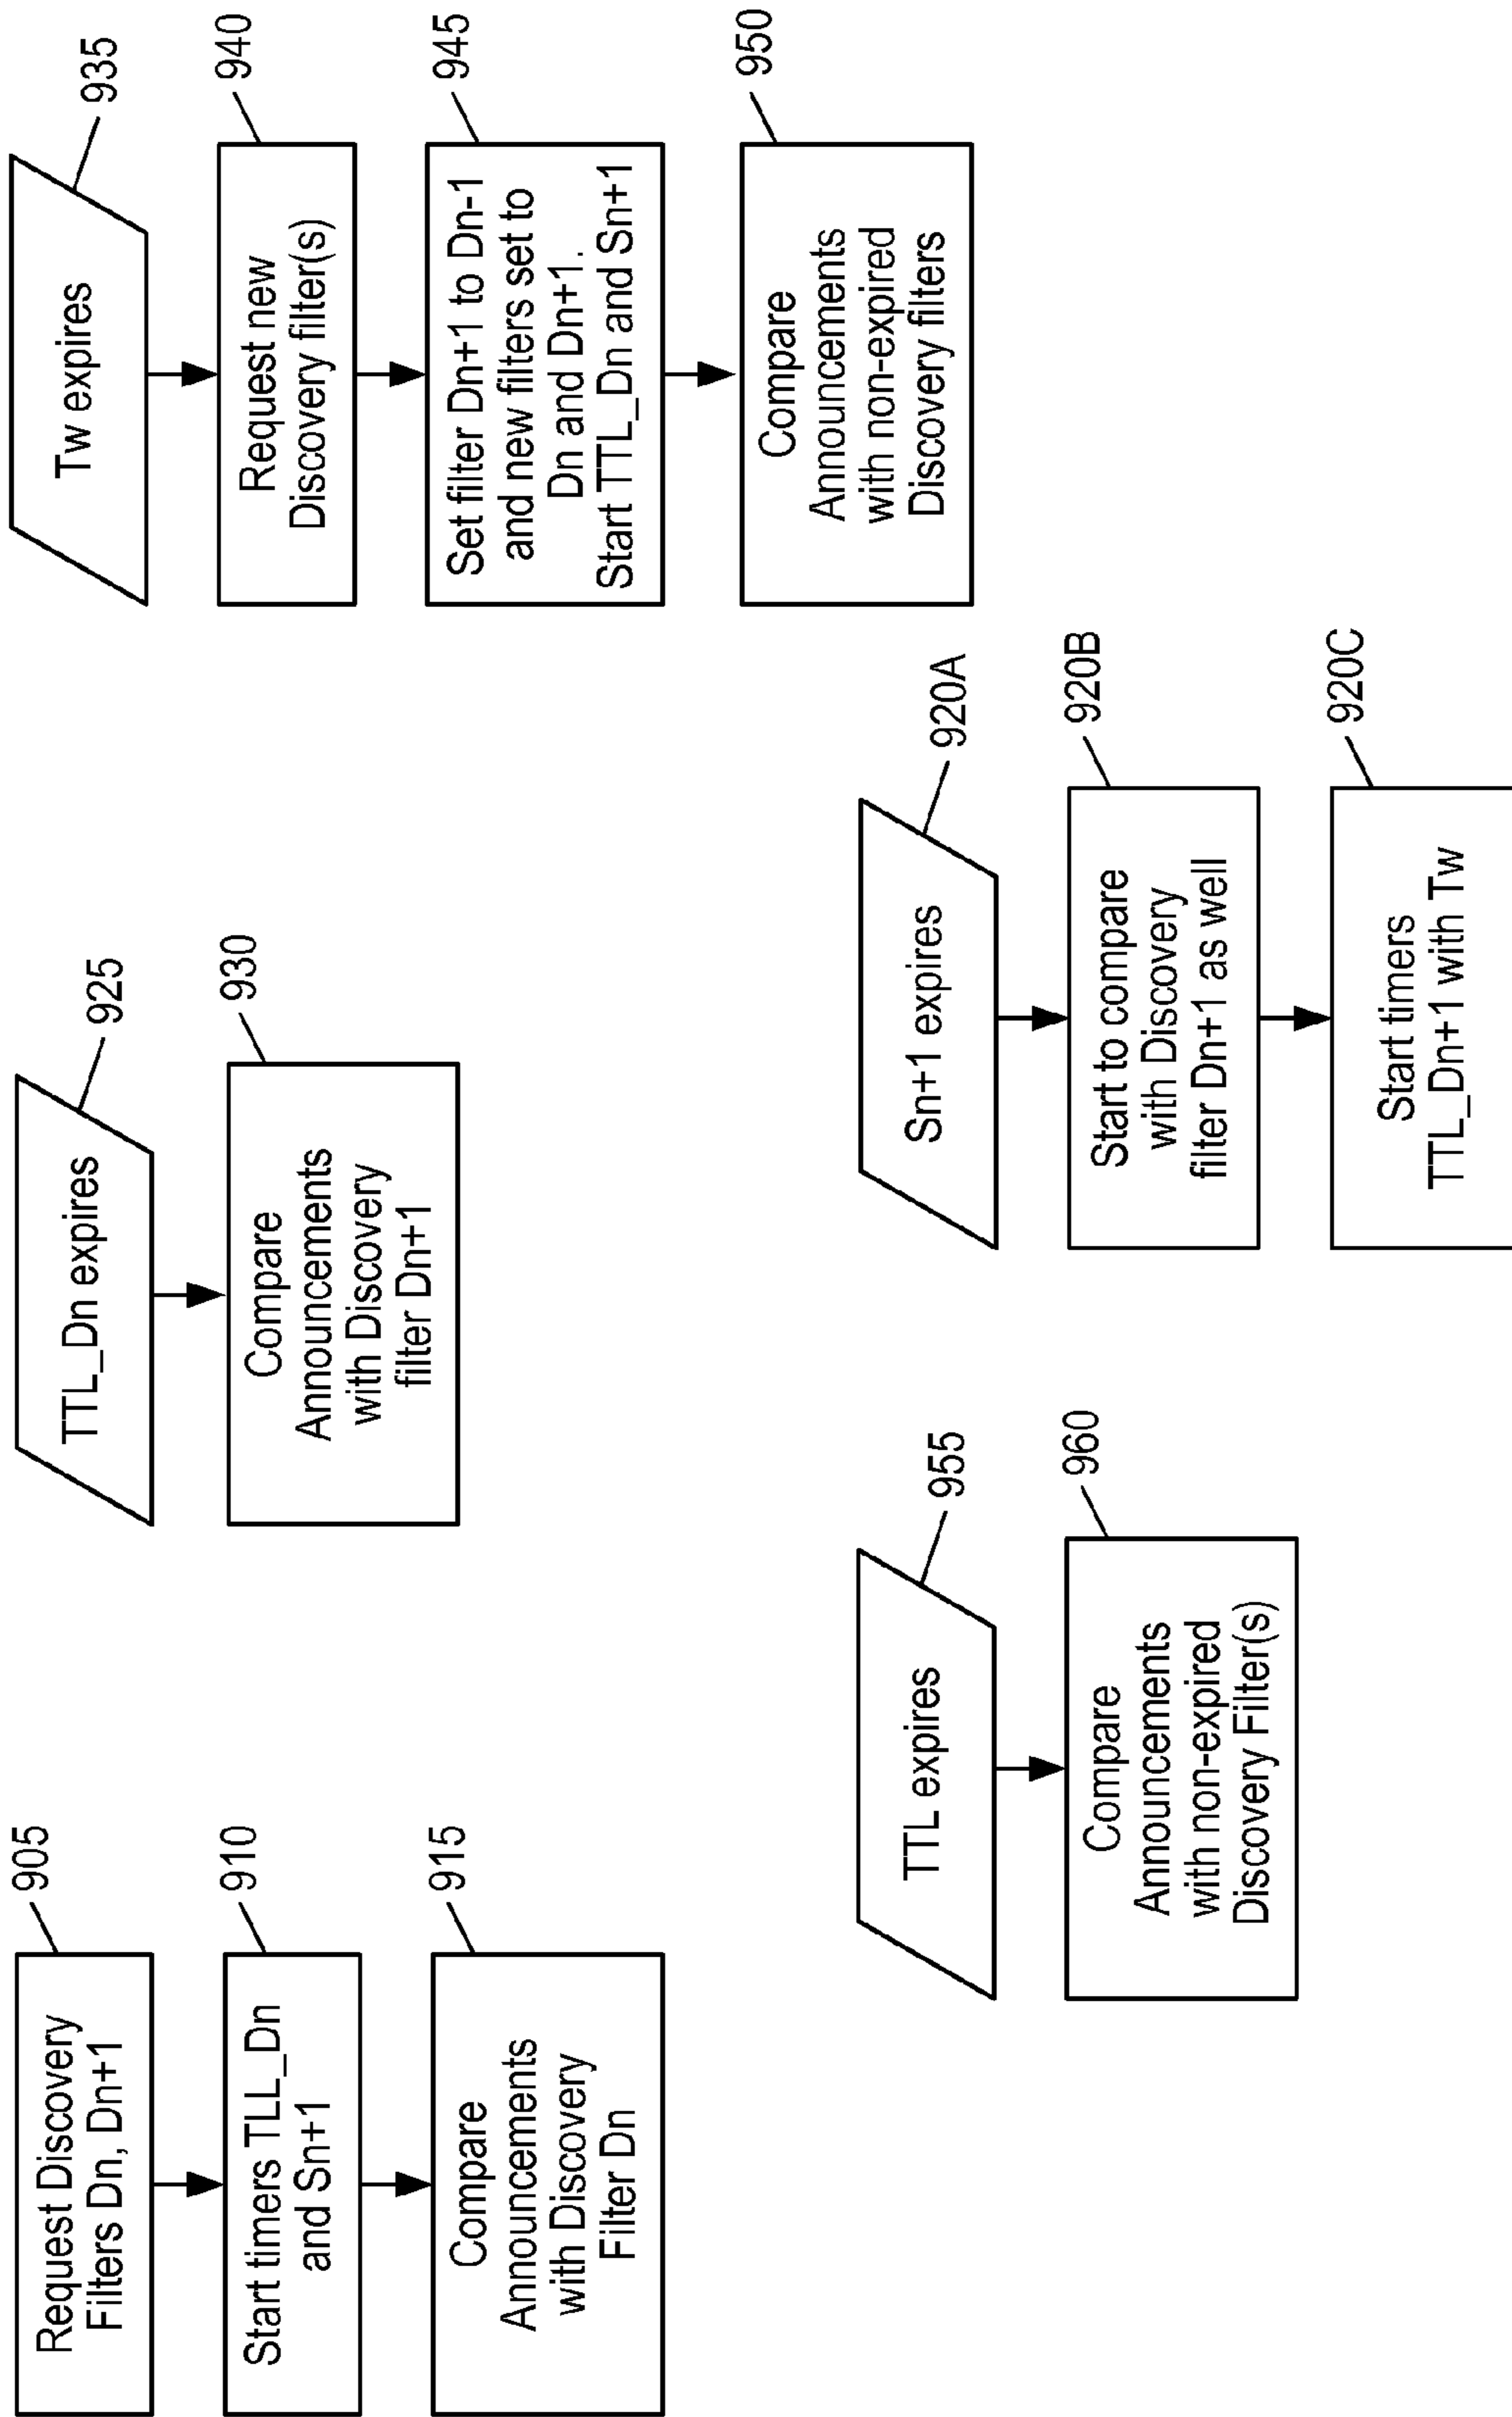 905
Request Discovery
Filters Dn, Dn+1
910
Start timers TLL_Dn
and Sn+1
915
Compare
Announcements
with Discovery
Filter Dn
925
TTL_Dn expires
930
Compare
Announcements
with Discovery
filter Dn+1
935
Tw expires
940
Request new
Discovery filter(s)
945
Set filter Dn+1 to Dn-1
and new filters set to
Dn and Dn+1.
Start TTL_Dn and Sn+1
950
Compare
Announcements
with non-expired
Discovery filters
955
TTL expires
960
Compare
Announcements
with non-expired
Discovery Filter(s)
920A
Sn+1 expires
920B
Start to compare
with Discovery
filter Dn+1 as well
920C
Start timers
TTL_Dn+1 with Tw